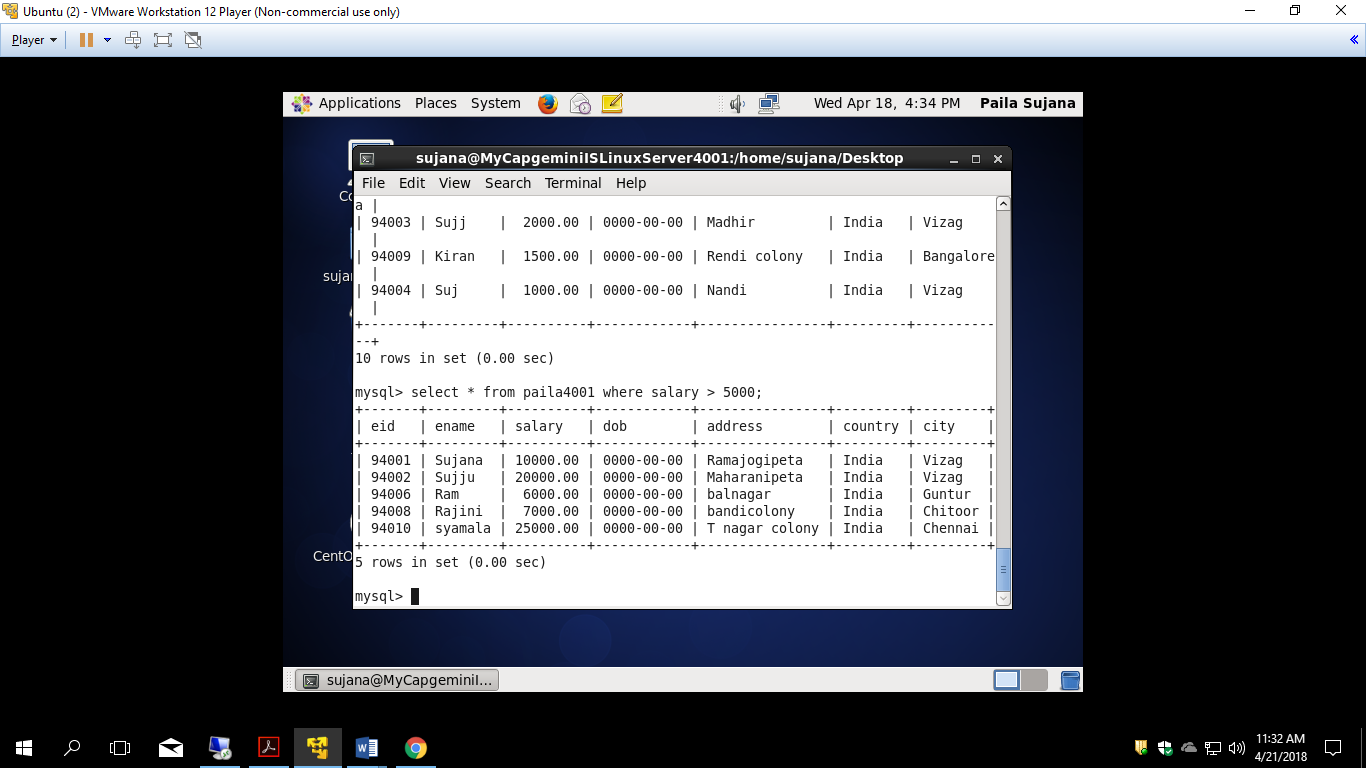 Ubuntu (2) - VMware Workstation 12 Player (Non-commercial use only)
Player
Applications Places System Wed Apr 18, 4:34 PM Paila Sujana
sujana@MyCapgeminiISLinuxServer4001:/home/sujana/Desktop
File Edit View Search Terminal Help
a |
| 94003 | Sujj    |  2000.00 | 0000-00-00 | Madhir         | India   | Vizag
  |
| 94009 | Kiran   |  1500.00 | 0000-00-00 | Rendi colony   | India   | Bangalore
  |
| 94004 | Suj     |  1000.00 | 0000-00-00 | Nandi          | India   | Vizag
  |
+-------+---------+----------+------------+----------------+---------+----------
--+
10 rows in set (0.00 sec)
mysql> select * from paila4001 where salary > 5000;
+-------+---------+----------+------------+----------------+---------+---------+
| eid   | ename   | salary   | dob        | address        | country | city    |
+-------+---------+----------+------------+----------------+---------+---------+
| 94001 | Sujana  | 10000.00 | 0000-00-00 | Ramajogipeta   | India   | Vizag   |
| 94002 | Sujju   | 20000.00 | 0000-00-00 | Maharanipeta   | India   | Vizag   |
| 94006 | Ram     |  6000.00 | 0000-00-00 | balnagar       | India   | Guntur  |
| 94008 | Rajini  |  7000.00 | 0000-00-00 | bandicolony    | India   | Chitoor |
| 94010 | syamala | 25000.00 | 0000-00-00 | T nagar colony | India   | Chennai |
+-------+---------+----------+------------+----------------+---------+---------+
5 rows in set (0.00 sec)
mysql>
Co
suja
CentO
sujana@MyCapgeminiI...
11:32 AM
4/21/2018